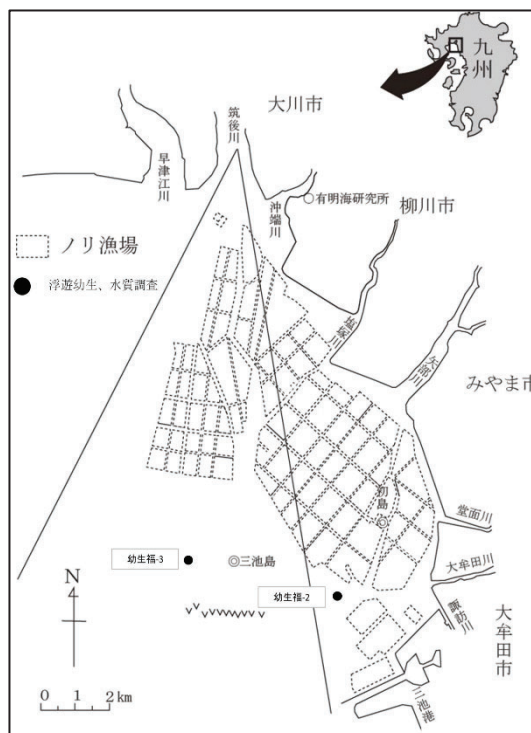 九州
大川市
筑後川
早津江川
沖端川
有明海研究所
柳川市
ノリ漁場
浮遊幼生、水質調査
塩塚川
矢部川
みやま市
初島
堂面川
幼生福-3
三池島
大牟田川
幼生福-2
諏訪川
大牟田市
N
三池港
0 1 2km